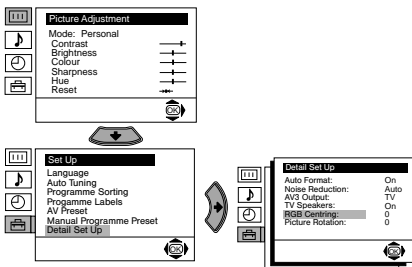 Picture Adjustment
Mode: Personal
Contrast
Brightness
Colour
Sharpness
Hue
Reset
OK
Set Up
Language
Auto Tuning
Programme Sorting
Progamme Labels
AV Preset
Manual Programme Preset
Detail Set Up
OK
Detail Set Up
Auto Format: On
Noise Reduction: Auto
AV3 Output: TV
TV Speakers: On
RGB Centring: 0
Picture Rotation: 0
OK